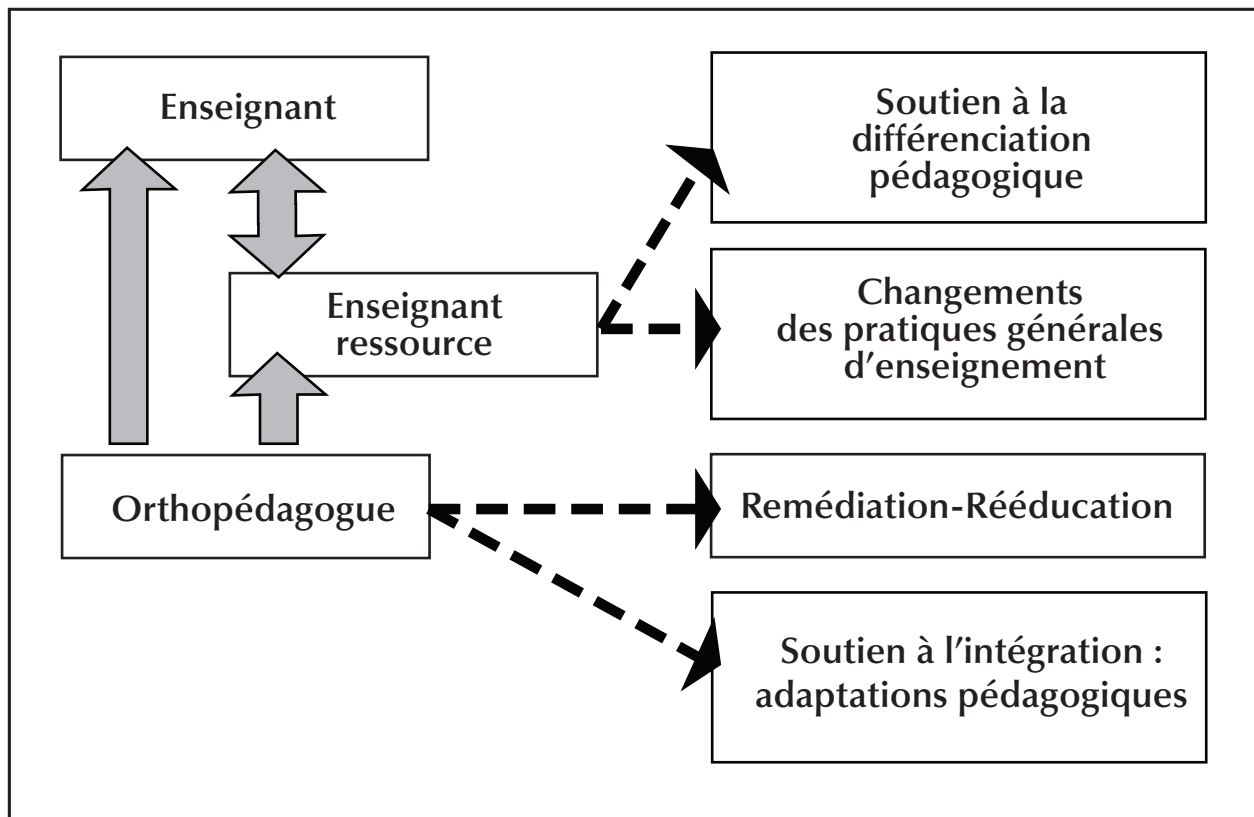 Enseignant
Enseignant
ressource
Orthopédagogue
Soutien à la
différenciation
pédagogique
Changements
des pratiques générales
d’enseignement
Remédiation-Rééducation
Soutien à l’intégration :
adaptations pédagogiques